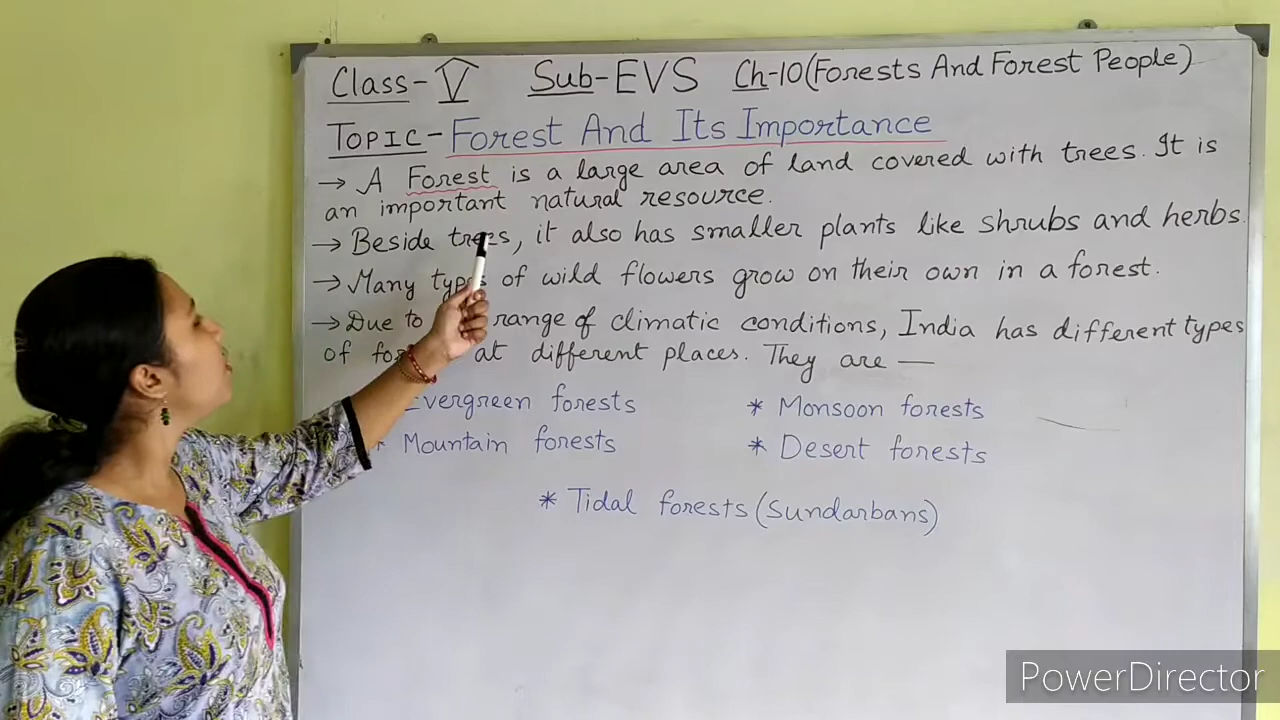 Class-V Sub-EVS Ch-10(Forests And Forest People)
TOPIC-Forest And Its Importance
→ A Forest is a large area of land covered with trees. It is
an important natural resource.
→ Beside trees, it also has smaller plants like shrubs and herbs.
→ Many types of wild flowers grow on their own in a forest.
→ Due to range of climatic conditions, India has different types
of at different places. They are —
Evergreen forests * Monsoon forests
* Mountain forests * Desert forests
* Tidal forests (Sundarbans)
PowerDirector